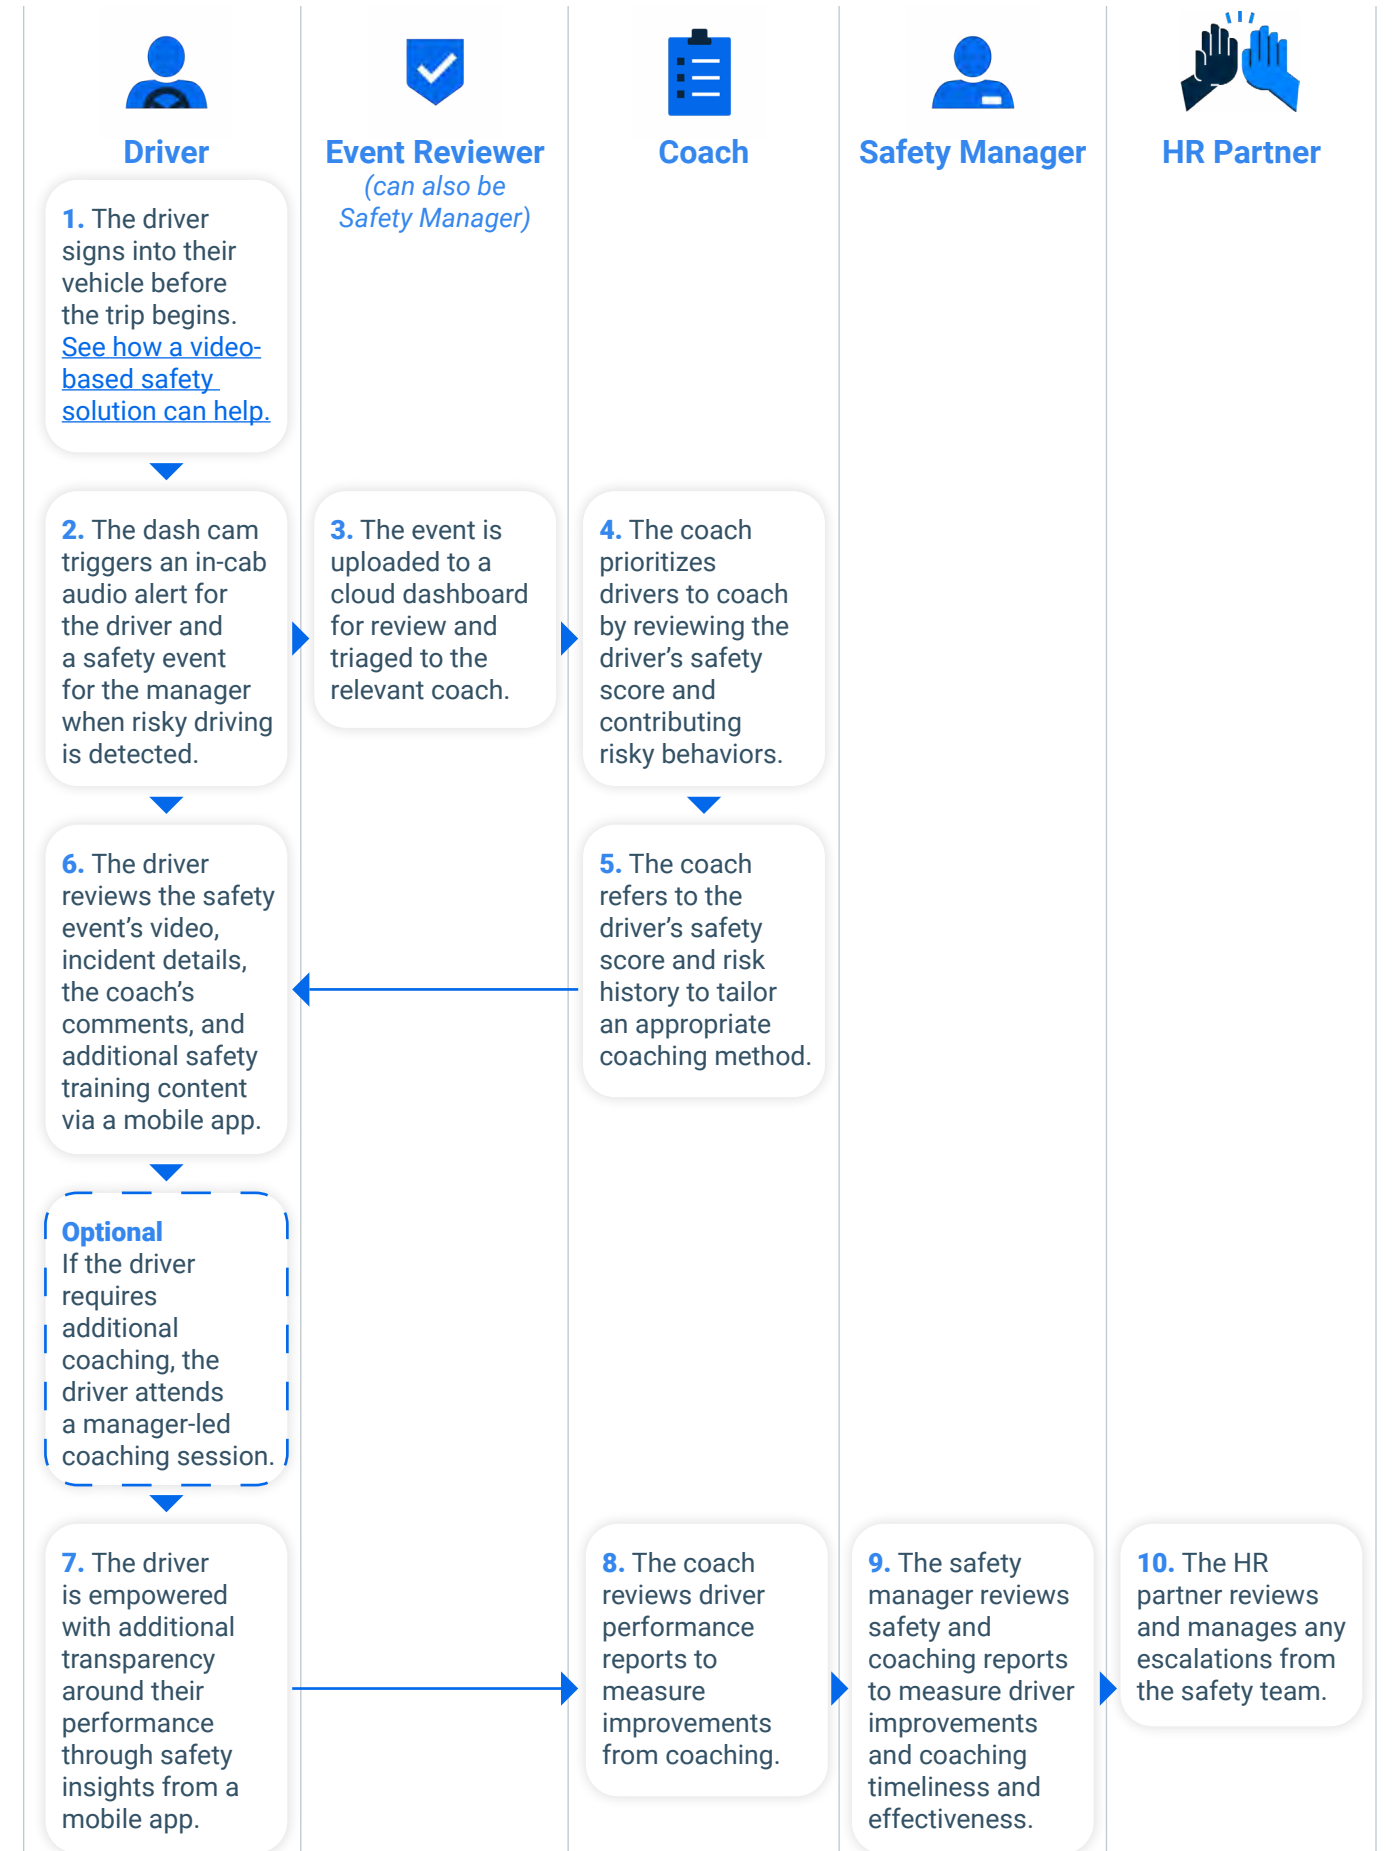 Driver
Event Reviewer
(can also be
Safety Manager)
Coach
Safety Manager
HR Partner
1. The driver
signs into their
vehicle before
the trip begins.
See how a video-
based safety
solution can help.
2. The dash cam
triggers an in-cab
audio alert for
the driver and
a safety event
for the manager
when risky driving
is detected.
3. The event is
uploaded to a
cloud dashboard
for review and
triaged to the
relevant coach.
4. The coach
prioritizes
drivers to coach
by reviewing the
driver’s safety
score and
contributing
risky behaviors.
5. The coach
refers to the
driver’s safety
score and risk
history to tailor
an appropriate
coaching method.
6. The driver
reviews the safety
event’s video,
incident details,
the coach’s
comments, and
additional safety
training content
via a mobile app.
Optional
If the driver
requires
additional
coaching, the
driver attends
a manager-led
coaching session.
7. The driver
is empowered
with additional
transparency
around their
performance
through safety
insights from a
mobile app.
8. The coach
reviews driver
performance
reports to
measure
improvements
from coaching.
9. The safety
manager reviews
safety and
coaching reports
to measure driver
improvements
and coaching
timeliness and
effectiveness.
10. The HR
partner reviews
and manages any
escalations from
the safety team.